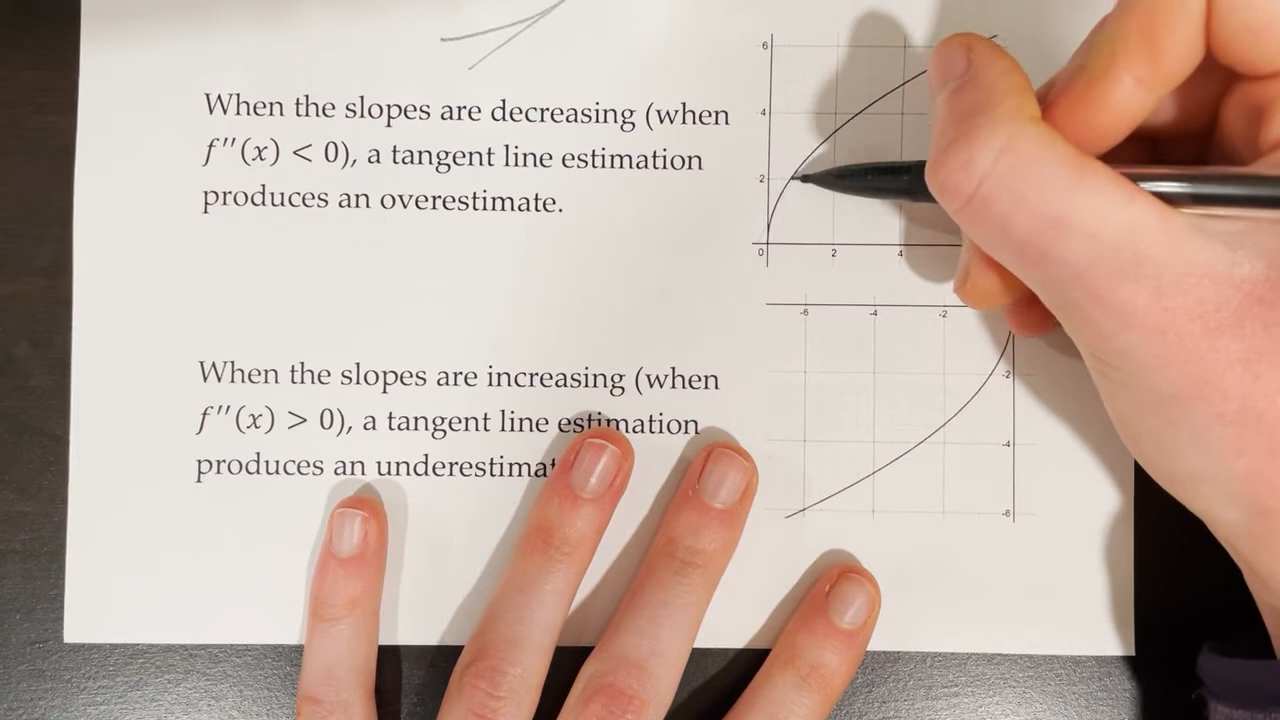 When the slopes are decreasing (when
f''(x) < 0), a tangent line estimation
produces an overestimate.
6
4
2
0 2 4
When the slopes are increasing (when
f''(x) > 0), a tangent line estimation
produces an
-6 -4 -2
-2
-4
-6